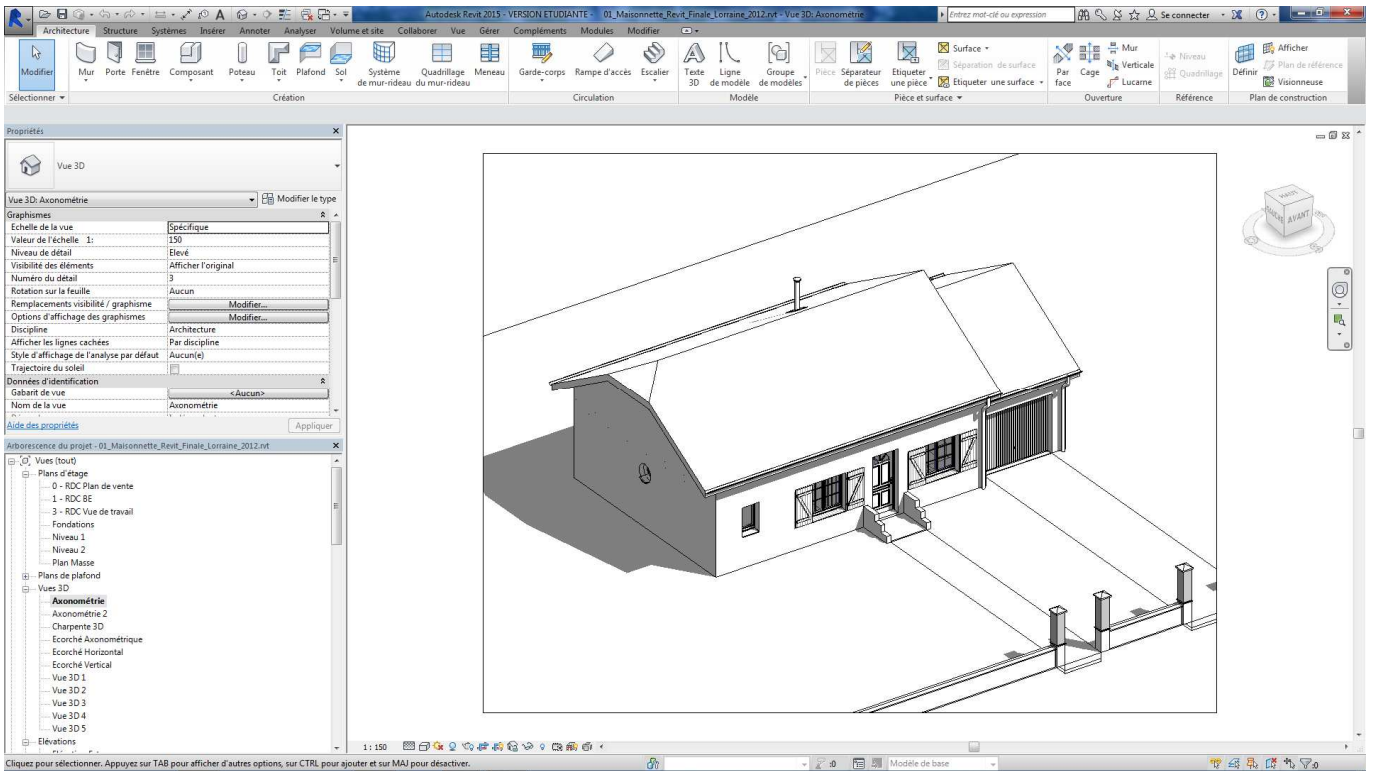 Autodesk Revit 2015 - VERSION ETUDIANTE - 01_Maisonnette_Revit_Finale_Lorraine_2012.rvt - Vue 3D: Axonométrie
Entrez mot-clé ou expression
Se connecter
Architecture Structure Systèmes Insérer Annoter Analyser Volume et site Collaborer Vue Gérer Compléments Modules Modifier
Modifier
Mur Porte Fenêtre Composant Poteau Toit Plafond Sol
Système de mur-rideau
Quadrillage du mur-rideau
Meneau
Garde-corps Rampe d'accès Escalier
Texte 3D
Ligne de modèle
Groupe de modèles
Pièce
Séparateur de pièces
Etiqueter une pièce
Surface
Séparation de surface
Etiqueter une surface
Par face
Cage
Mur
Verticale
Lucarne
Niveau
Quadrillage
Définir
Afficher
Plan de référence
Visionneuse
Sélectionner
Création
Circulation
Modèle
Pièce et surface
Ouverture
Référence
Plan de construction
Propriétés
Vue 3D
Vue 3D: Axonométrie
Modifier le type
Graphismes
Echelle de la vue Spécifique
Valeur de l'échelle 1: 150
Niveau de détail Elevé
Visibilité des éléments Afficher l'original
Numéro du détail 3
Rotation sur la feuille Aucun
Remplacements visibilité / graphisme Modifier...
Options d'affichage des graphismes Modifier...
Discipline Architecture
Afficher les lignes cachées Par discipline
Style d'affichage de l'analyse par défaut Aucun(e)
Trajectoire du soleil
Données d'identification
Gabarit de vue <Aucun>
Nom de la vue Axonométrie
Aide des propriétés
Appliquer
Arborescence du projet - 01_Maisonnette_Revit_Finale_Lorraine_2012.rvt
Vues (tout)
Plans d'étage
0 - RDC Plan de vente
1 - RDC BE
3 - RDC Vue de travail
Fondations
Niveau 1
Niveau 2
Plan Masse
Plans de plafond
Vues 3D
Axonométrie
Axonométrie 2
Charpente 3D
Ecorché Axonométrique
Ecorché Horizontal
Ecorché Vertical
Vue 3D 1
Vue 3D 2
Vue 3D 3
Vue 3D 4
Vue 3D 5
Elévations
HAUT
GAUCHE
AVANT
1 : 150
Cliquez pour sélectionner. Appuyez sur TAB pour afficher d'autres options, sur CTRL pour ajouter et sur MAJ pour désactiver.
:0
Modèle de base
:0